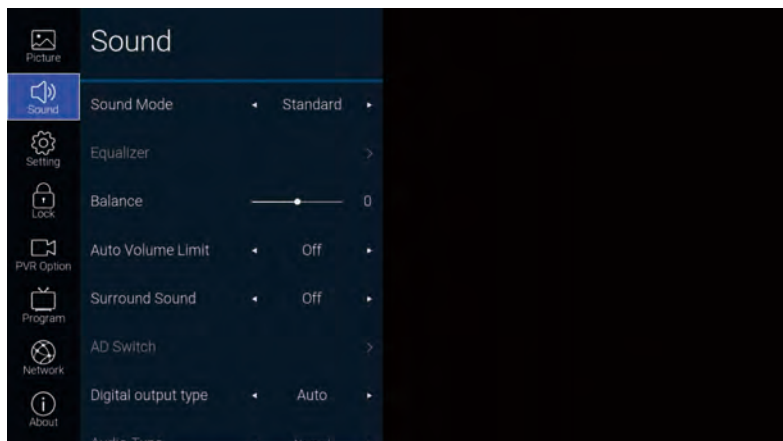 Picture
Sound
Setting
Lock
PVR Option
Program
Network
About
Sound
Sound Mode Standard
Equalizer
Balance 0
Auto Volume Limit Off
Surround Sound Off
AD Switch
Digital output type Auto